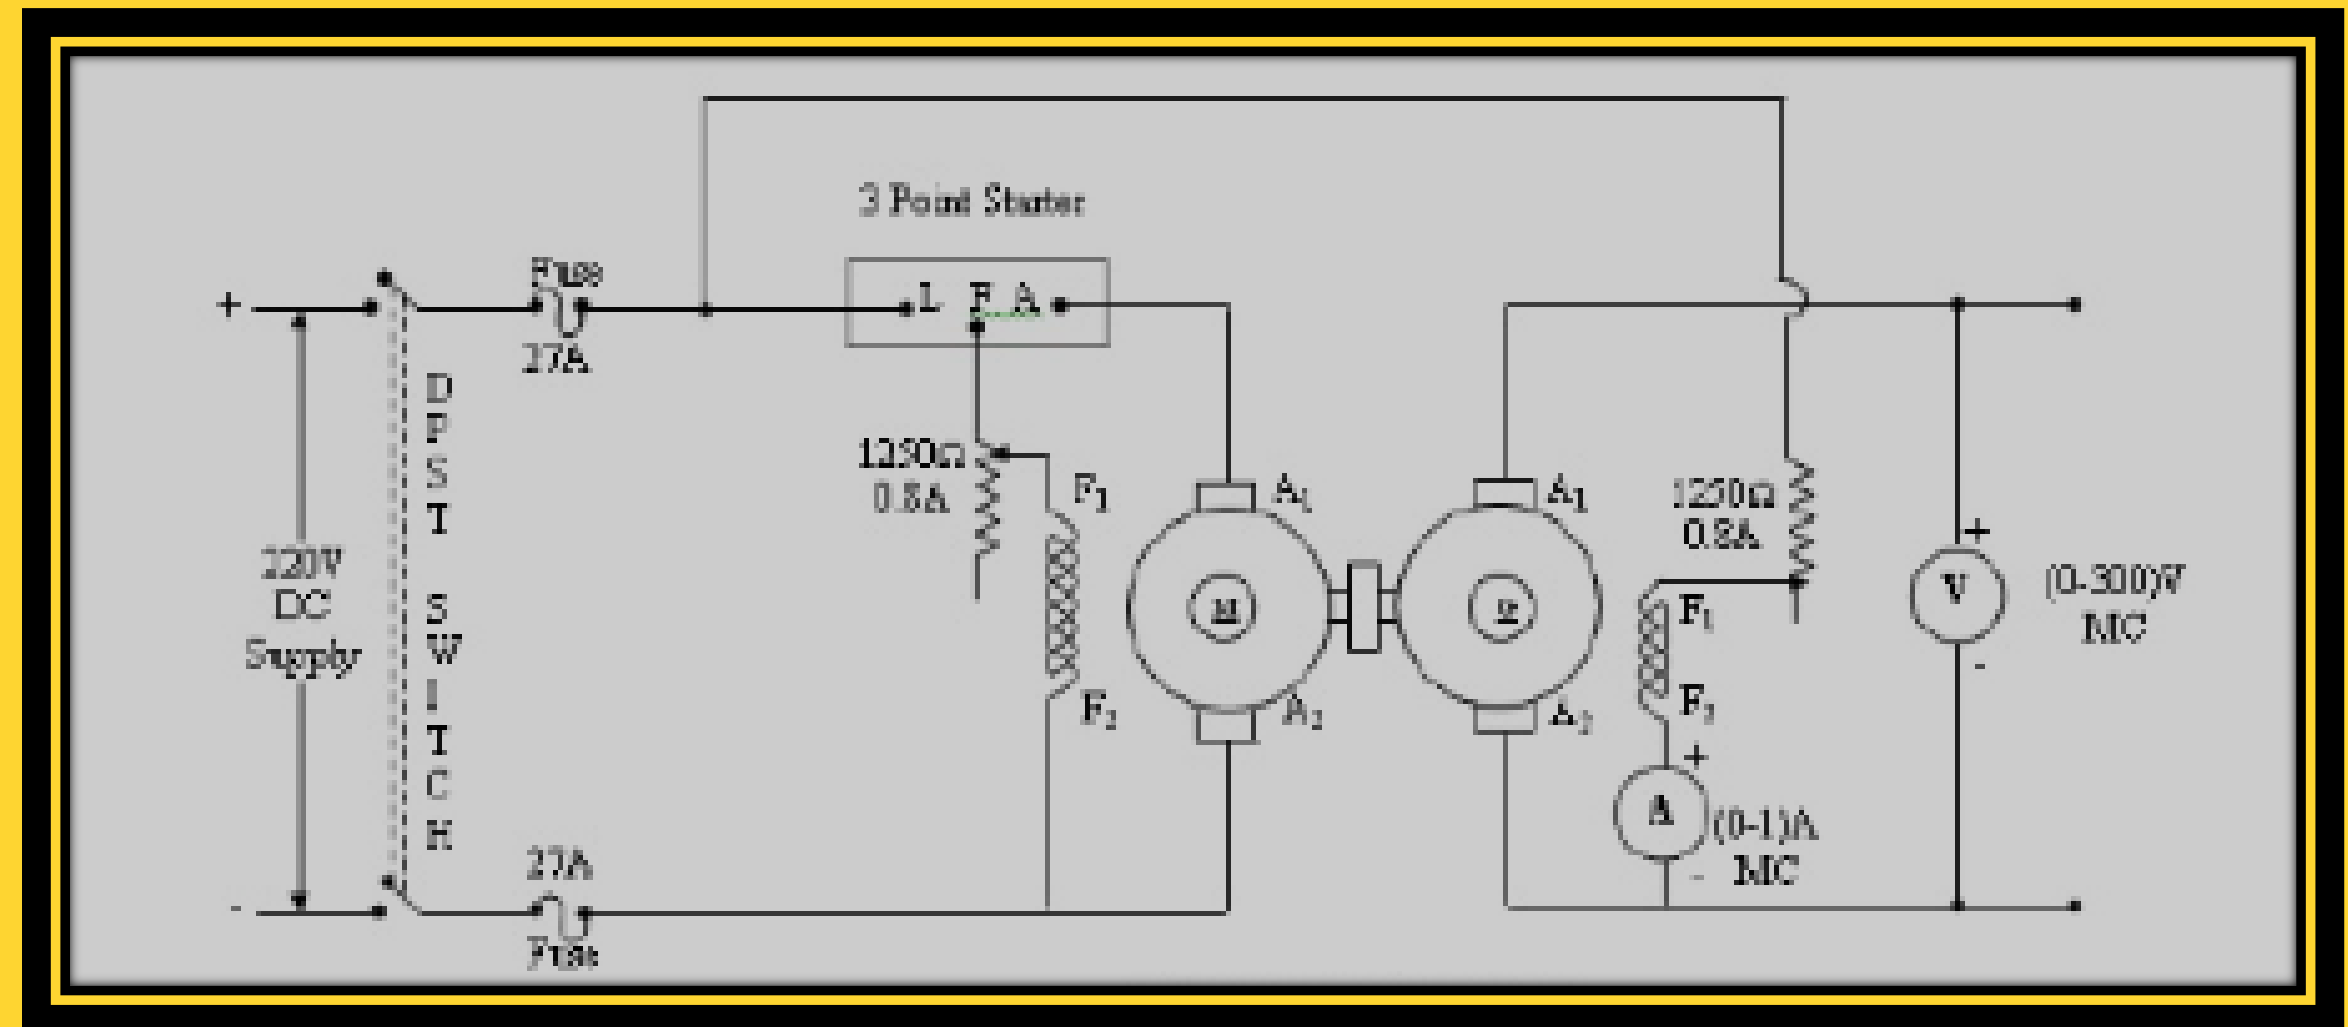 3 Point Starter
Fuse
+
L F A
27A
D
P
S
T
S
W
I
T
C
H
1250Ω
0.8A
F1
F2
220V
DC
Supply
A1
A2
M
A1
A2
G
1250Ω
0.8A
F1
F2
+
A
-
(0-1)A
MC
+
V
-
(0-300)V
MC
27A
-
Fuse